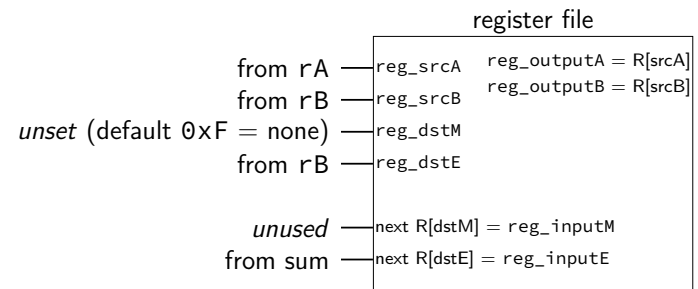 register file
from rA reg_srcA reg_outputA = R[srcA]
from rB reg_srcB reg_outputB = R[srcB]
unset (default 0xF = none) reg_dstM
from rB reg_dstE
unused next R[dstM] = reg_inputM
from sum next R[dstE] = reg_inputE